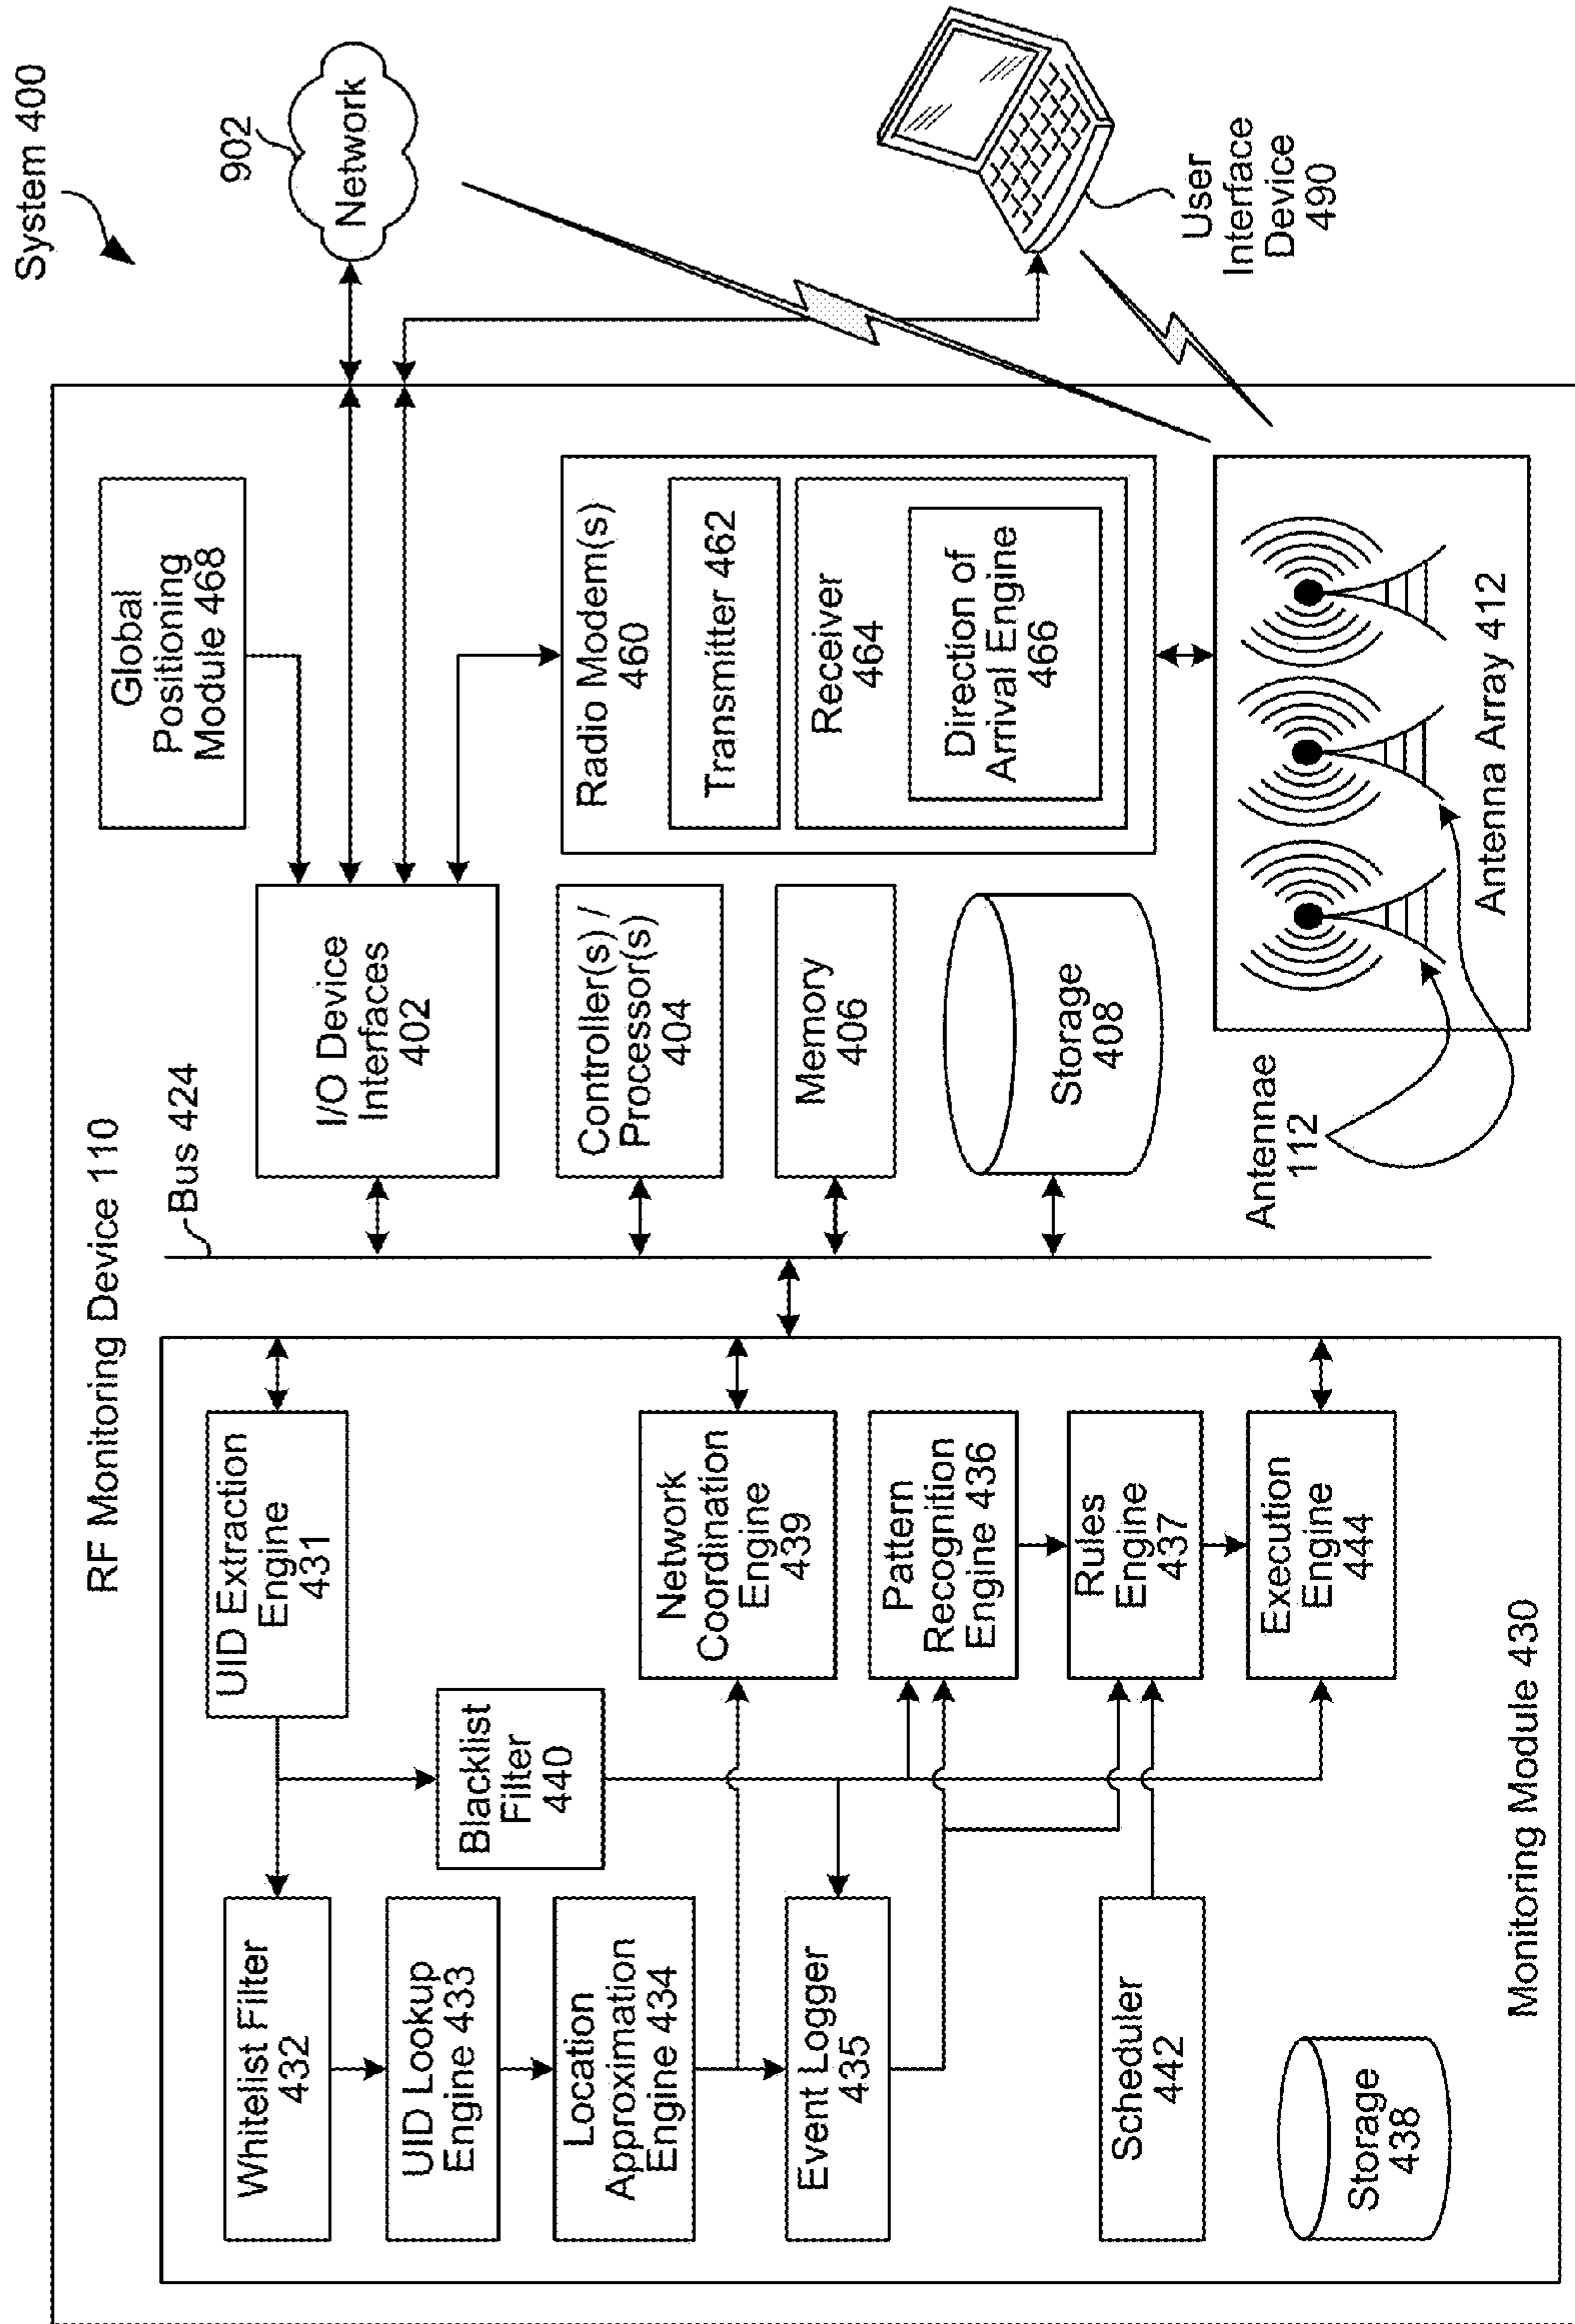 System 400
RF Monitoring Device 110
902
Network
User
Interface
Device
490
Bus 424
Global
Positioning
Module 468
I/O Device
Interfaces
402
Radio Modem(s)
460
Transmitter 462
Receiver
464
Direction of
Arrival Engine
466
Controller(s) /
Processor(s)
404
Memory
406
Storage
408
Antennae
112
Antenna Array 412
UID Extraction
Engine
431
Whitelist Filter
432
Blacklist
Filter
440
UID Lookup
Engine 433
Location
Approximation
Engine 434
Network
Coordination
Engine
439
Event Logger
435
Pattern
Recognition
Engine 436
Rules
Engine
437
Scheduler
442
Execution
Engine
444
Storage
438
Monitoring Module 430